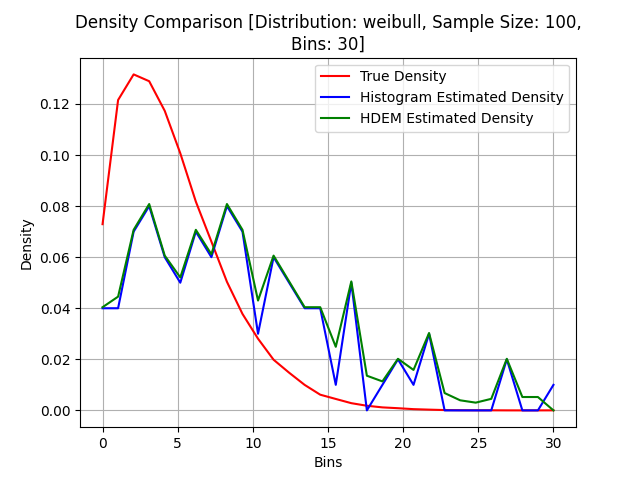 Density Comparison [Distribution: weibull, Sample Size: 100,
Bins: 30]
True Density
Histogram Estimated Density
HDEM Estimated Density
Density
0.12
0.10
0.08
0.06
0.04
0.02
0.00
0 5 10 15 20 25 30
Bins